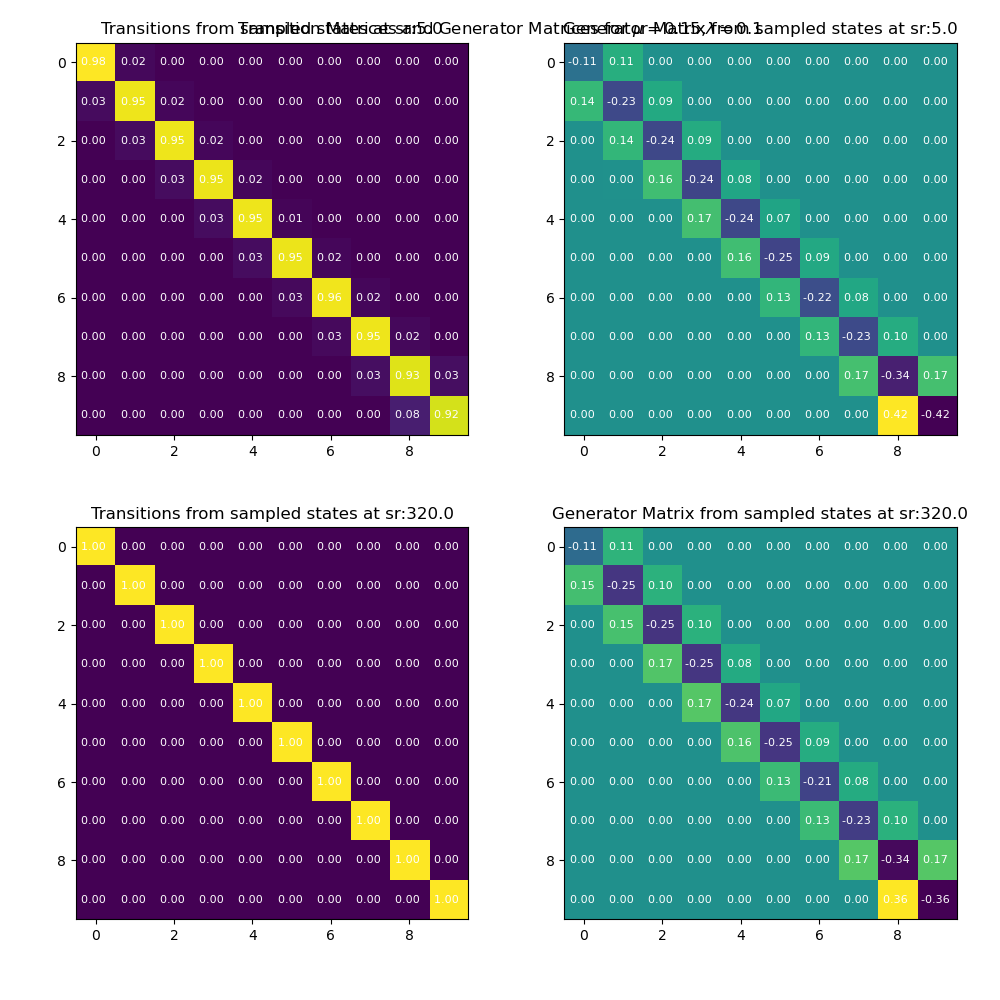 Transition Matrices and Generator Matrices for μ = 0.15, λ = 0.1
Transitions from sampled states at sr:5.0
0 0.98 0.02 0.00 0.00 0.00 0.00 0.00 0.00 0.00 0.00
0.03 0.95 0.02 0.00 0.00 0.00 0.00 0.00 0.00 0.00
2 0.00 0.03 0.95 0.02 0.00 0.00 0.00 0.00 0.00 0.00
0.00 0.00 0.03 0.95 0.02 0.00 0.00 0.00 0.00 0.00
4 0.00 0.00 0.00 0.03 0.95 0.01 0.00 0.00 0.00 0.00
0.00 0.00 0.00 0.00 0.03 0.95 0.02 0.00 0.00 0.00
6 0.00 0.00 0.00 0.00 0.00 0.03 0.96 0.02 0.00 0.00
0.00 0.00 0.00 0.00 0.00 0.00 0.03 0.95 0.02 0.00
8 0.00 0.00 0.00 0.00 0.00 0.00 0.00 0.03 0.93 0.03
0.00 0.00 0.00 0.00 0.00 0.00 0.00 0.00 0.08 0.92
0 2 4 6 8
Generator Matrix from sampled states at sr:5.0
0 -0.11 0.11 0.00 0.00 0.00 0.00 0.00 0.00 0.00 0.00
0.14 -0.23 0.09 0.00 0.00 0.00 0.00 0.00 0.00 0.00
2 0.00 0.14 -0.24 0.09 0.00 0.00 0.00 0.00 0.00 0.00
0.00 0.00 0.16 -0.24 0.08 0.00 0.00 0.00 0.00 0.00
4 0.00 0.00 0.00 0.17 -0.24 0.07 0.00 0.00 0.00 0.00
0.00 0.00 0.00 0.00 0.16 -0.25 0.09 0.00 0.00 0.00
6 0.00 0.00 0.00 0.00 0.00 0.13 -0.22 0.08 0.00 0.00
0.00 0.00 0.00 0.00 0.00 0.00 0.13 -0.23 0.10 0.00
8 0.00 0.00 0.00 0.00 0.00 0.00 0.00 0.17 -0.34 0.17
0.00 0.00 0.00 0.00 0.00 0.00 0.00 0.00 0.42 -0.42
0 2 4 6 8
Transitions from sampled states at sr:320.0
0 1.00 0.00 0.00 0.00 0.00 0.00 0.00 0.00 0.00 0.00
0.00 1.00 0.00 0.00 0.00 0.00 0.00 0.00 0.00 0.00
2 0.00 0.00 1.00 0.00 0.00 0.00 0.00 0.00 0.00 0.00
0.00 0.00 0.00 1.00 0.00 0.00 0.00 0.00 0.00 0.00
4 0.00 0.00 0.00 0.00 1.00 0.00 0.00 0.00 0.00 0.00
0.00 0.00 0.00 0.00 0.00 1.00 0.00 0.00 0.00 0.00
6 0.00 0.00 0.00 0.00 0.00 0.00 1.00 0.00 0.00 0.00
0.00 0.00 0.00 0.00 0.00 0.00 0.00 1.00 0.00 0.00
8 0.00 0.00 0.00 0.00 0.00 0.00 0.00 0.00 1.00 0.00
0.00 0.00 0.00 0.00 0.00 0.00 0.00 0.00 0.00 1.00
0 2 4 6 8
Generator Matrix from sampled states at sr:320.0
0 -0.11 0.11 0.00 0.00 0.00 0.00 0.00 0.00 0.00 0.00
0.15 -0.25 0.10 0.00 0.00 0.00 0.00 0.00 0.00 0.00
2 0.00 0.15 -0.25 0.10 0.00 0.00 0.00 0.00 0.00 0.00
0.00 0.00 0.17 -0.25 0.08 0.00 0.00 0.00 0.00 0.00
4 0.00 0.00 0.00 0.17 -0.24 0.07 0.00 0.00 0.00 0.00
0.00 0.00 0.00 0.00 0.16 -0.25 0.09 0.00 0.00 0.00
6 0.00 0.00 0.00 0.00 0.00 0.13 -0.21 0.08 0.00 0.00
0.00 0.00 0.00 0.00 0.00 0.00 0.13 -0.23 0.10 0.00
8 0.00 0.00 0.00 0.00 0.00 0.00 0.00 0.17 -0.34 0.17
0.00 0.00 0.00 0.00 0.00 0.00 0.00 0.00 0.36 -0.36
0 2 4 6 8